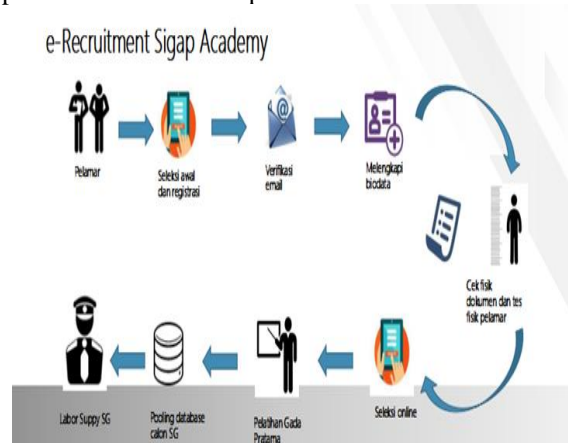 e-Recruitment Sigap Academy
Pelamar
Seleksi awal
dan registrasi
Verifikasi
email
Melengkapi
biodata
Cek fisik
dokumen dan tes
fisik pelamar
Seleksi online
Pelatihan Gada
Pratama
Pooling database
calon SG
Labor Suppy SG